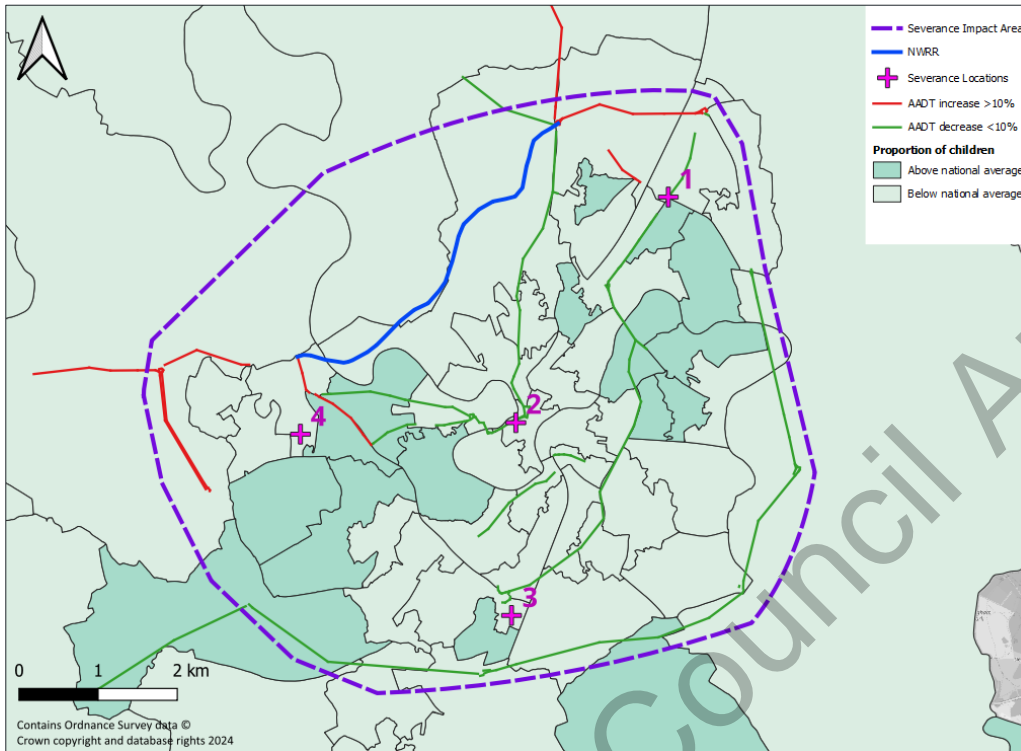 Severance Impact Area
NWRR
Severance Locations
AADT increase >10%
AADT decrease <10%
Proportion of children
Above national average
Below national average
1
2
4
3
0 1 2 km
Contains Ordnance Survey data ©
Crown copyright and database rights 2024
Council